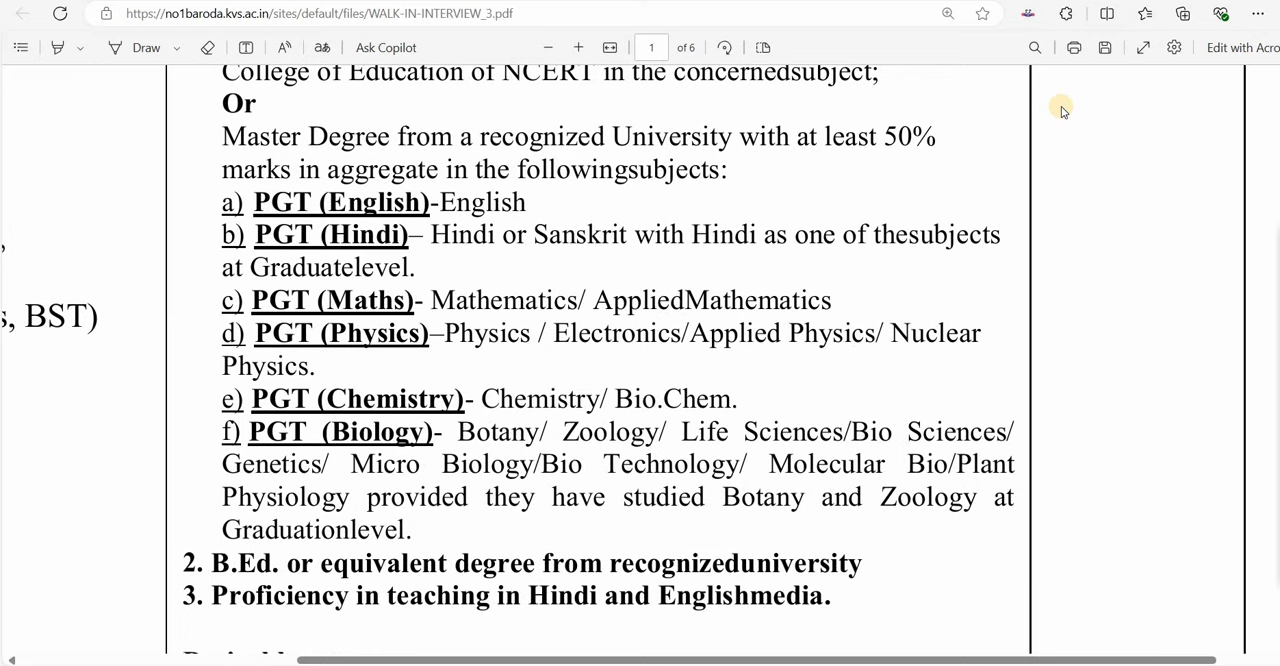 https://no1baroda.kvs.ac.in/sites/default/files/WALK-IN-INTERVIEW_3.pdf
Draw
Ask Copilot
1 of 6
Edit with Acro
College of Education of NCERT in the concernedsubject;
Or
Master Degree from a recognized University with at least 50%
marks in aggregate in the followingsubjects:
a) PGT (English)-English
b) PGT (Hindi)– Hindi or Sanskrit with Hindi as one of thesubjects
at Graduatelevel.
s, BST)
c) PGT (Maths)- Mathematics/ AppliedMathematics
d) PGT (Physics)–Physics / Electronics/Applied Physics/ Nuclear
Physics.
e) PGT (Chemistry)- Chemistry/ Bio.Chem.
f) PGT (Biology)- Botany/ Zoology/ Life Sciences/Bio Sciences/
Genetics/ Micro Biology/Bio Technology/ Molecular Bio/Plant
Physiology provided they have studied Botany and Zoology at
Graduationlevel.
2. B.Ed. or equivalent degree from recognizeduniversity
3. Proficiency in teaching in Hindi and Englishmedia.